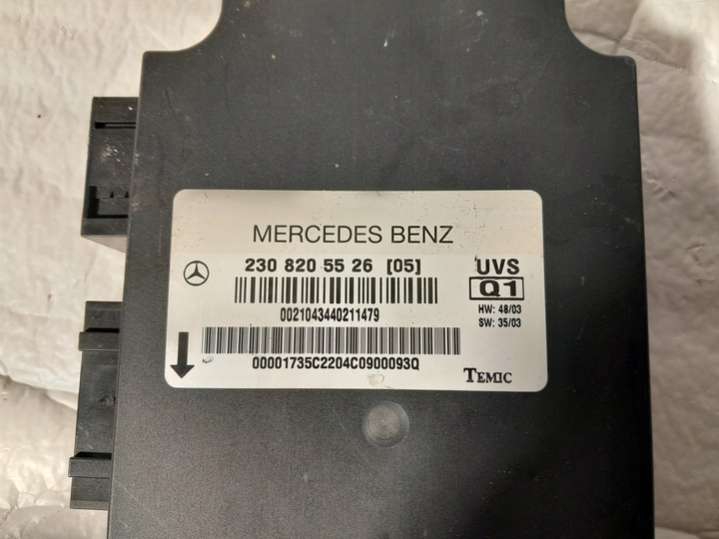 MERCEDES BENZ
230 820 55 26 [05]
UVS
Q1
0021043440211479
HW: 48/03
SW: 35/03
00001735C2204C0900093Q
TEMIC